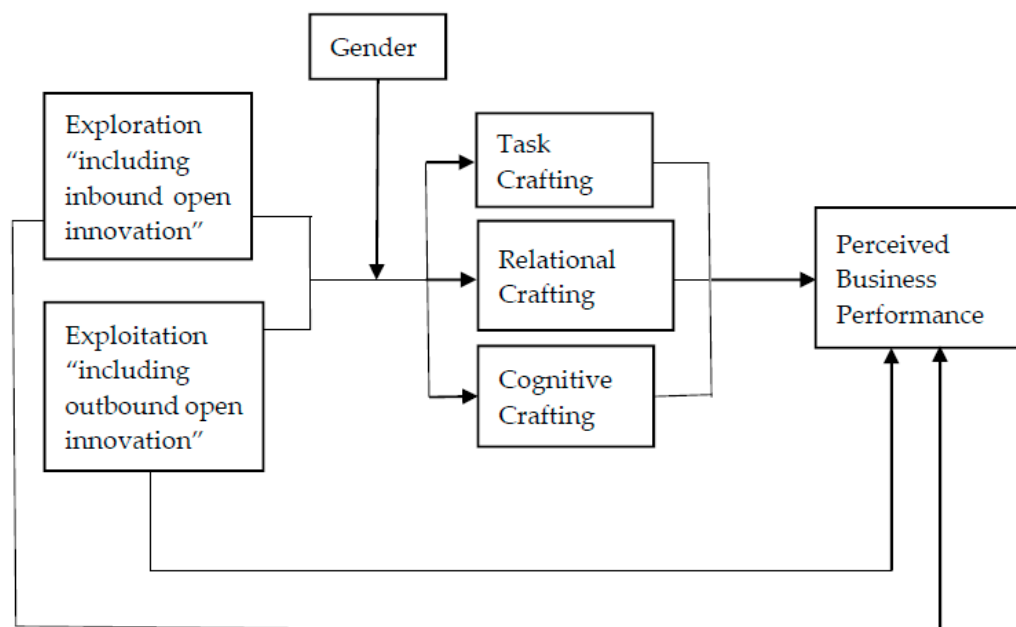 Gender
Exploration
“including
inbound open
innovation”
Task
Crafting
Relational
Crafting
Perceived
Business
Performance
Exploitation
“including
outbound open
innovation”
Cognitive
Crafting